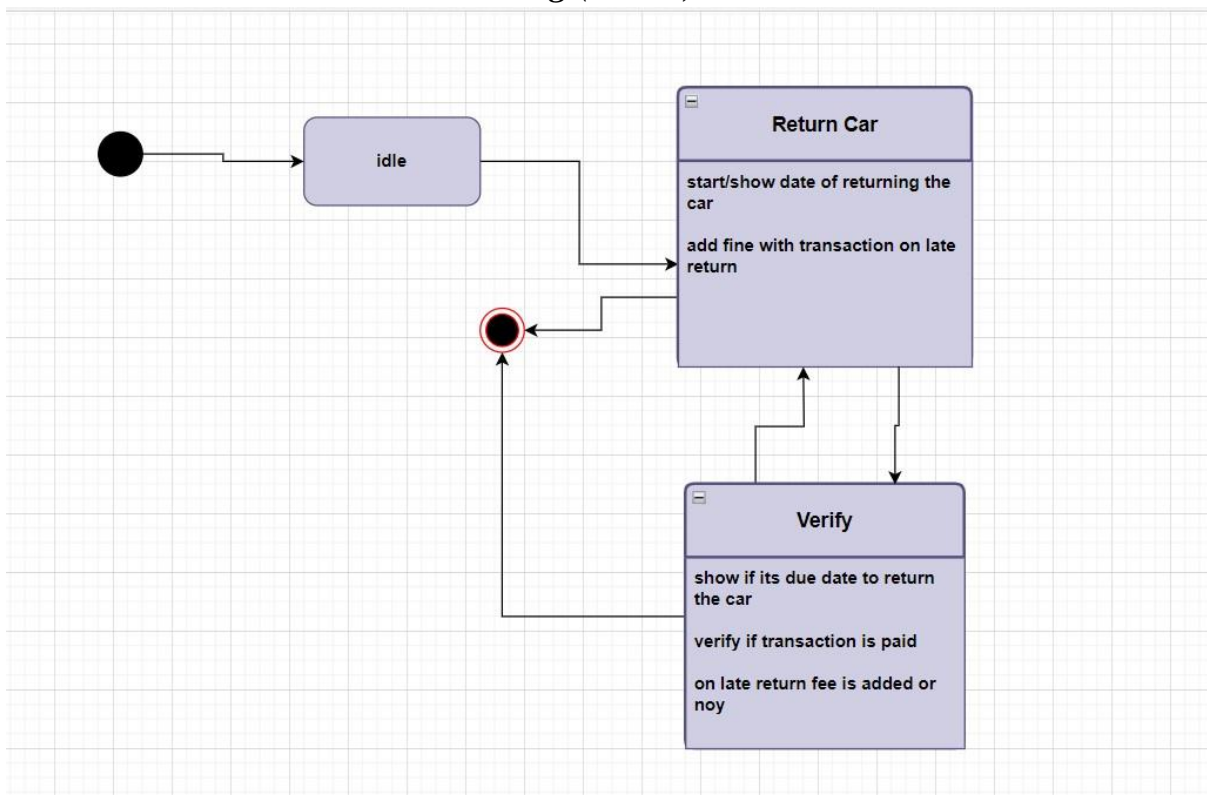 idle
Return Car
start/show date of returning the
car
add fine with transaction on late
return
Verify
show if its due date to return
the car
verify if transaction is paid
on late return fee is added or
noy